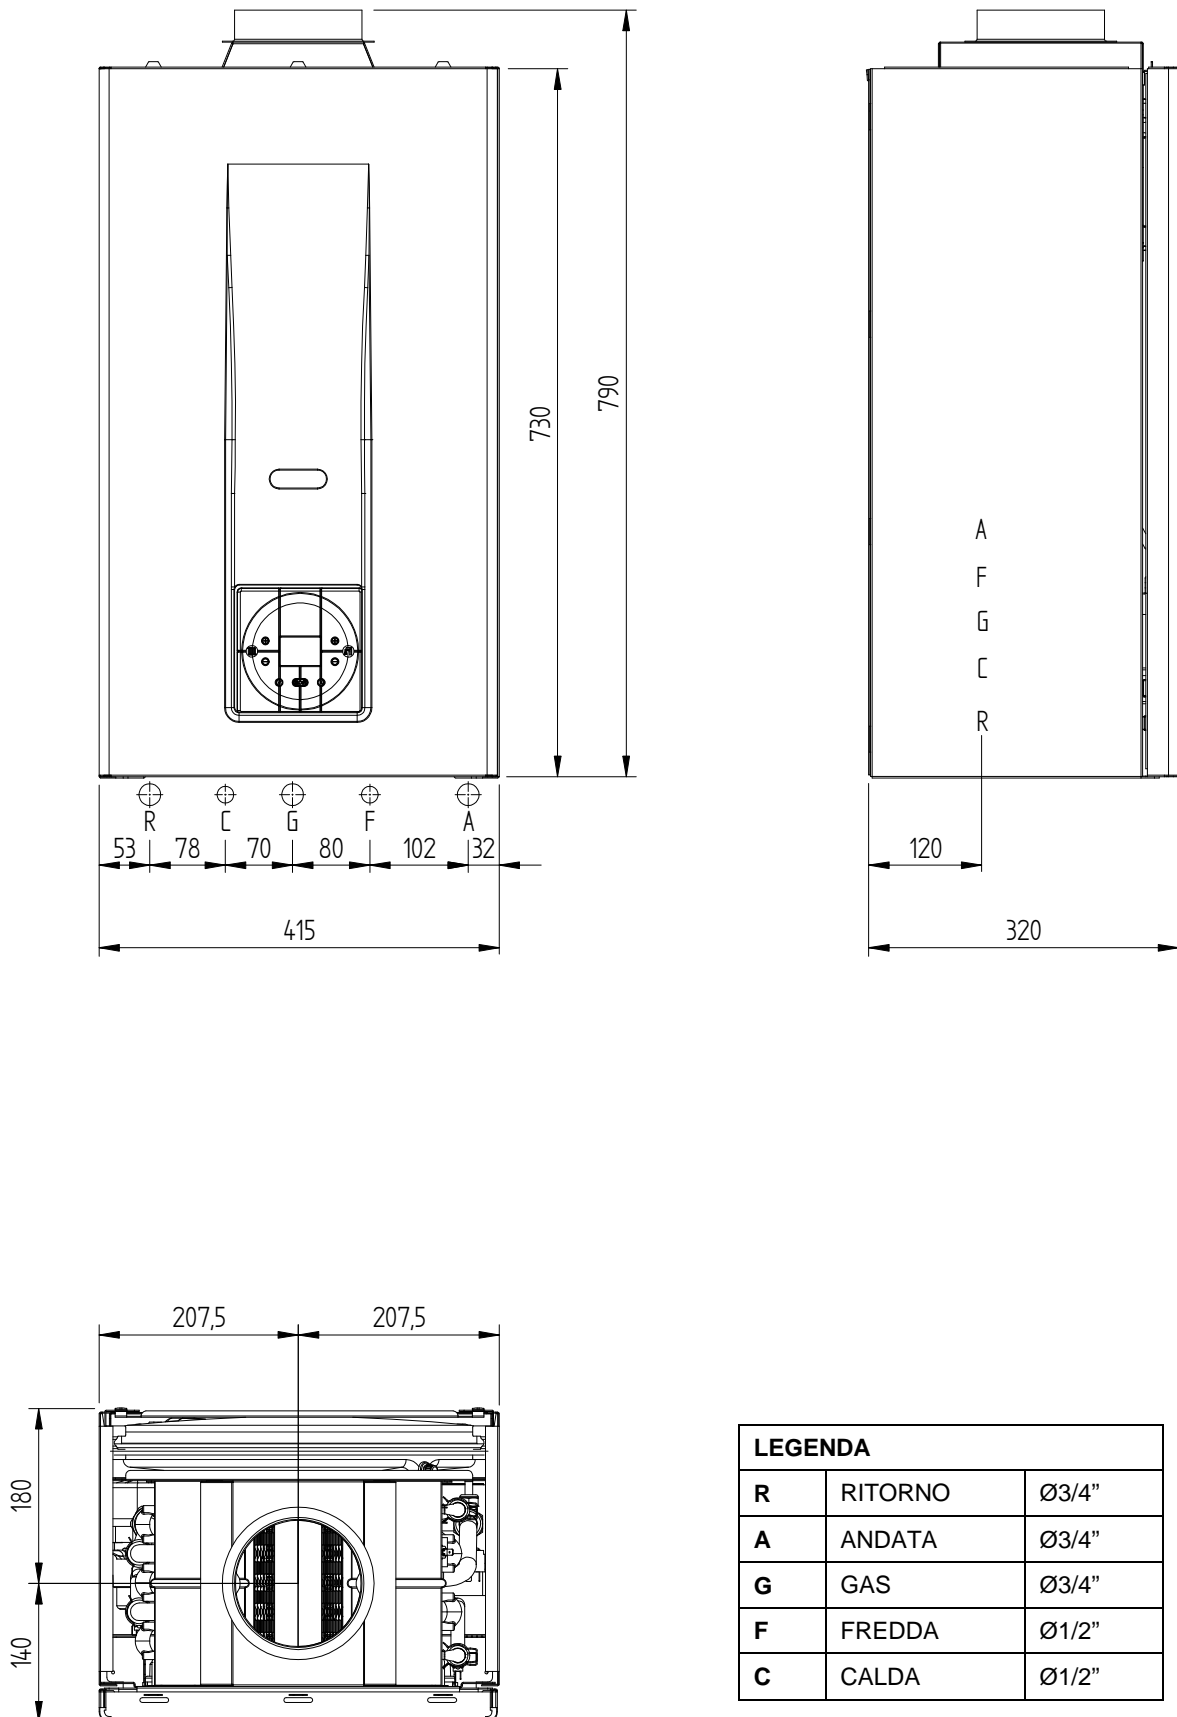 790
730
A
F
G
C
R
R C G F A
53 78 70 80 102 32
120
415
320
207,5 207,5
180
140
LEGENDA
R RITORNO Ø3/4”
A ANDATA Ø3/4”
G GAS Ø3/4”
F FREDDA Ø1/2”
C CALDA Ø1/2”